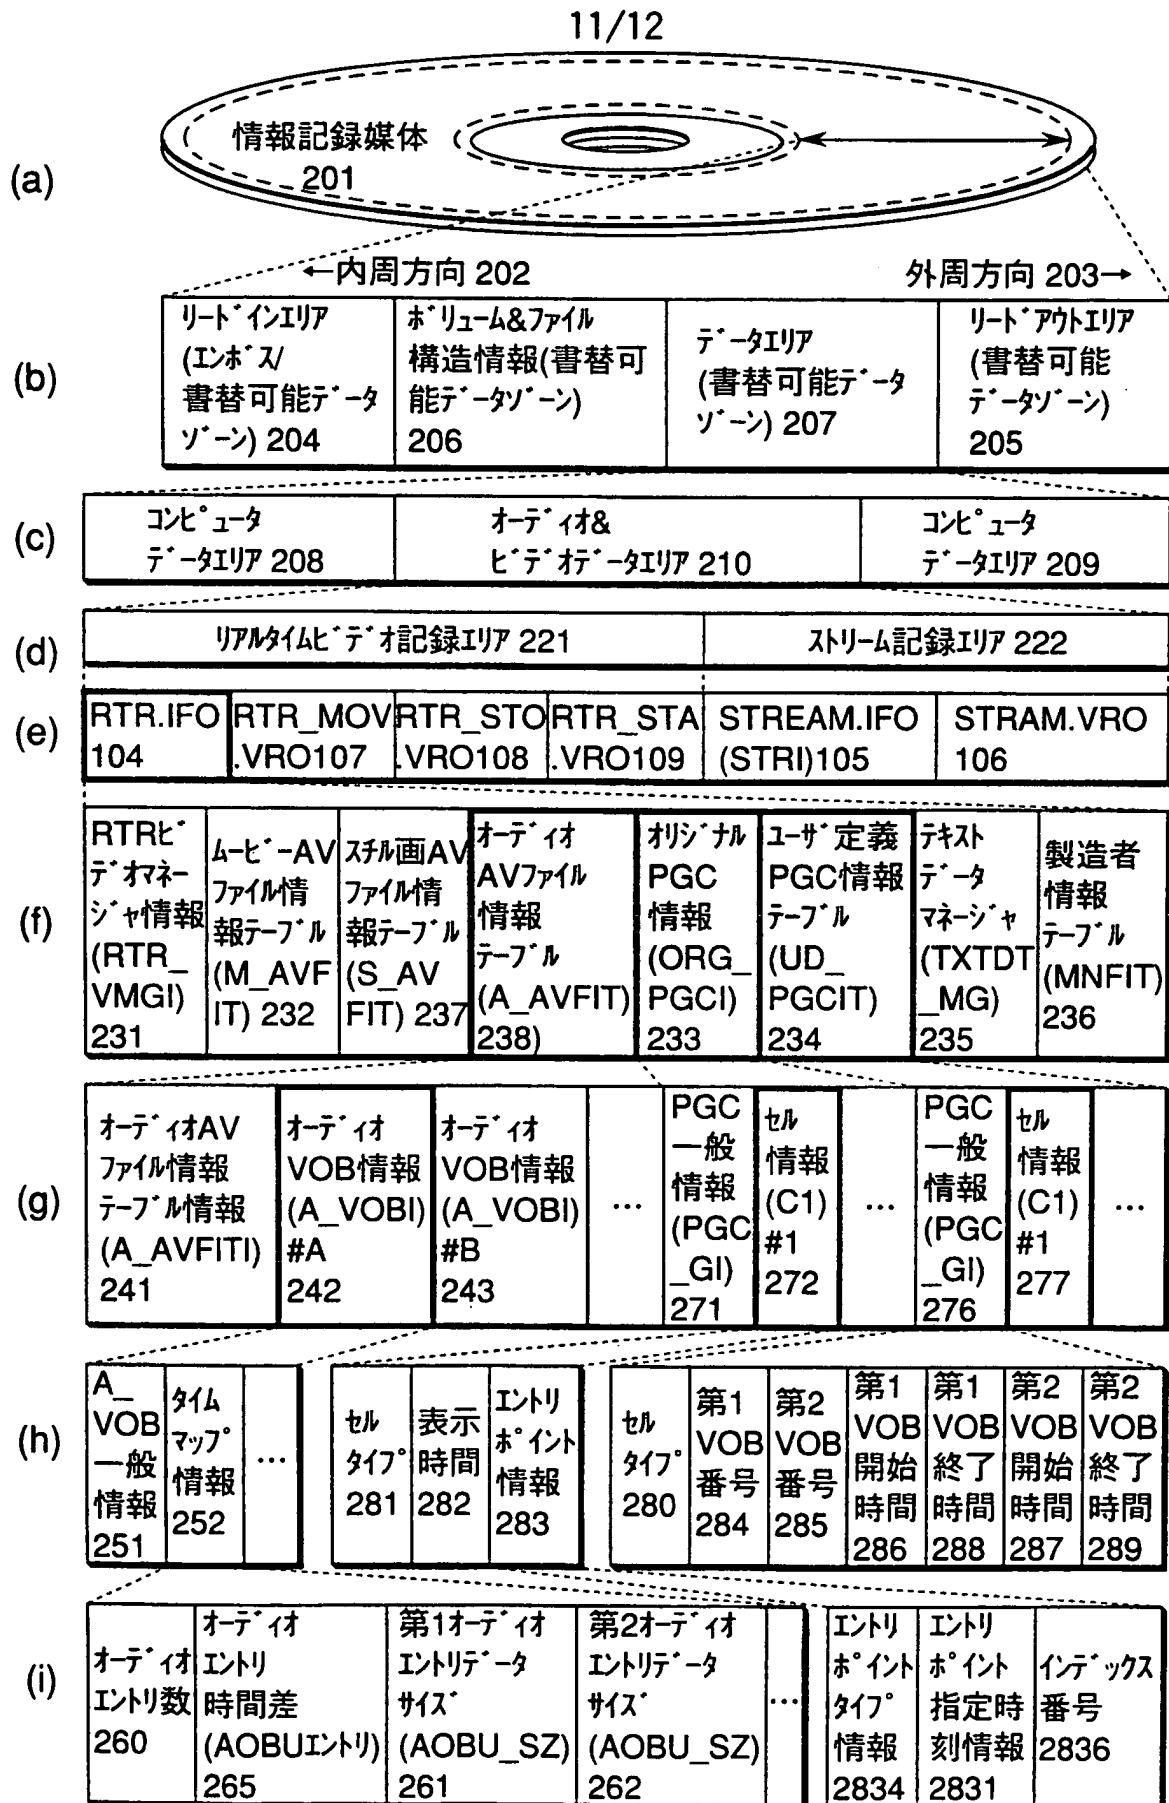 11/12
(a)
情報記録媒体
201
←内周方向 202
外周方向 203→
(b)
リードインエリア
(エンボス/
書替可能データ
ゾーン) 204
ボリューム&ファイル
構造情報(書替可
能データゾーン)
206
データエリア
(書替可能データ
ゾーン) 207
リードアウトエリア
(書替可能
データゾーン)
205
(c)
コンピュータ
データエリア 208
オーディオ&
ビデオデータエリア 210
コンピュータ
データエリア 209
(d)
リアルタイムビデオ記録エリア 221
ストリーム記録エリア 222
(e)
RTR.IFO
104
RTR_MOV
.VRO107
RTR_STO
.VRO108
RTR_STA
.VRO109
STREAM.IFO
(STRI)105
STRAM.VRO
106
(f)
RTRビ
デオマネー
ジャ情報
(RTR_
VMGI)
231
ムービーAV
ファイル情
報テーブル
(M_AVF
IT) 232
スチル画AV
ファイル情
報テーブル
(S_AV
FIT) 237
オーディオ
AVファイル
情報
テーブル
(A_AVFIT)
238)
オリジナル
PGC
情報
(ORG_
PGCI)
233
ユーザ定義
PGC情報
テーブル
(UD_
PGCIT)
234
テキスト
データ
マネージャ
(TXTDT
_MG)
235
製造者
情報
テーブル
(MNFIT)
236
(g)
オーディオAV
ファイル情報
テーブル情報
(A_AVFITI)
241
オーディオ
VOB情報
(A_VOBI)
#A
242
オーディオ
VOB情報
(A_VOBI)
#B
243
…
PGC
一般
情報
(PGC
_GI)
271
セル
情報
(C1)
#1
272
…
PGC
一般
情報
(PGC
_GI)
276
セル
情報
(C1)
#1
277
…
(h)
A_
VOB
一般
情報
251
タイム
マップ
情報
252
…
セル
タイプ
281
表示
時間
282
エントリ
ポイント
情報
283
セル
タイプ
280
第1
VOB
番号
284
第2
VOB
番号
285
第1
VOB
開始
時間
286
第1
VOB
終了
時間
288
第2
VOB
開始
時間
287
第2
VOB
終了
時間
289
(i)
オーディオ
エントリ数
260
オーディオ
エントリ
時間差
(AOBUエントリ)
265
第1オーディオ
エントリデータ
サイズ
(AOBU_SZ)
261
第2オーディオ
エントリデータ
サイズ
(AOBU_SZ)
262
…
エントリ
ポイント
タイプ
情報
2834
エントリ
ポイント
指定時
刻情報
2831
インデックス
番号
2836